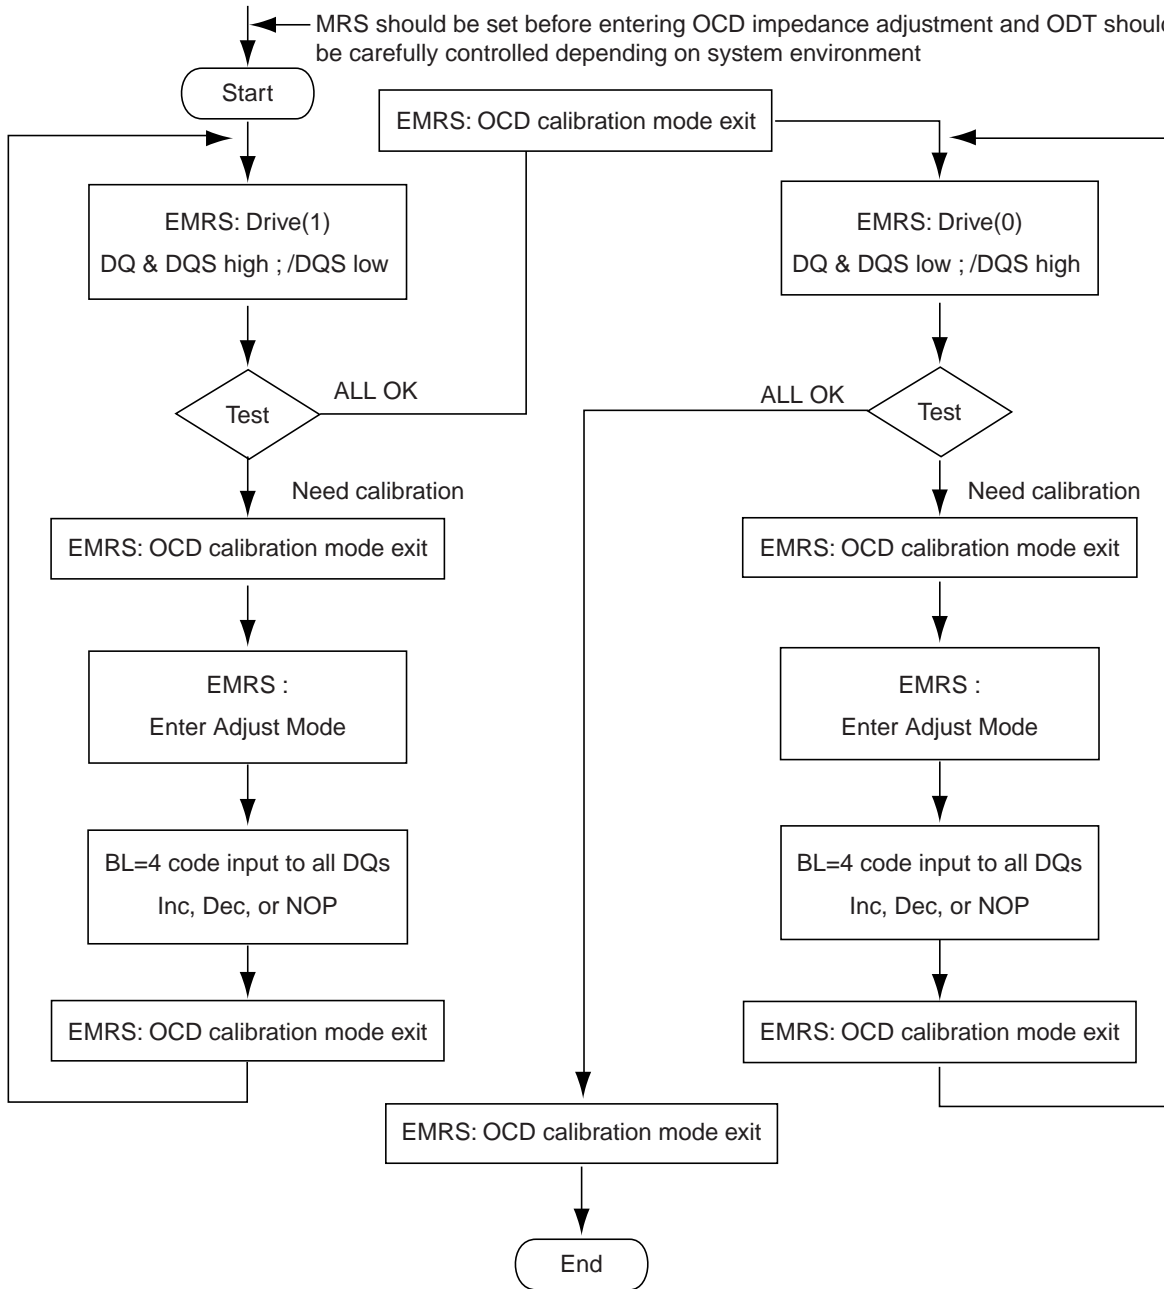 MRS should be set before entering OCD impedance adjustment and ODT should
be carefully controlled depending on system environment
Start
EMRS: OCD calibration mode exit
EMRS: Drive(1)
DQ & DQS high ; /DQS low
Test
ALL OK
Need calibration
EMRS: OCD calibration mode exit
EMRS :
Enter Adjust Mode
BL=4 code input to all DQs
Inc, Dec, or NOP
EMRS: OCD calibration mode exit
EMRS: Drive(0)
DQ & DQS low ; /DQS high
Test
ALL OK
Need calibration
EMRS: OCD calibration mode exit
EMRS :
Enter Adjust Mode
BL=4 code input to all DQs
Inc, Dec, or NOP
EMRS: OCD calibration mode exit
EMRS: OCD calibration mode exit
End